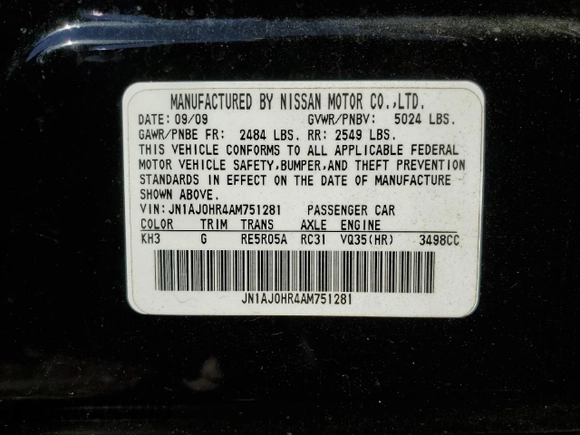 MANUFACTURED BY NISSAN MOTOR CO.,LTD.
DATE: 09/09 GVWR/PNBV: 5024 LBS.
GAWR/PNBE FR: 2484 LBS. RR: 2549 LBS.
THIS VEHICLE CONFORMS TO ALL APPLICABLE FEDERAL
MOTOR VEHICLE SAFETY,BUMPER,AND THEFT PREVENTION
STANDARDS IN EFFECT ON THE DATE OF MANUFACTURE
SHOWN ABOVE.
VIN: JN1AJ0HR4AM751281 PASSENGER CAR
COLOR TRIM TRANS AXLE ENGINE
KH3 G RE5R05A RC31 VQ35(HR) 3498CC
JN1AJ0HR4AM751281